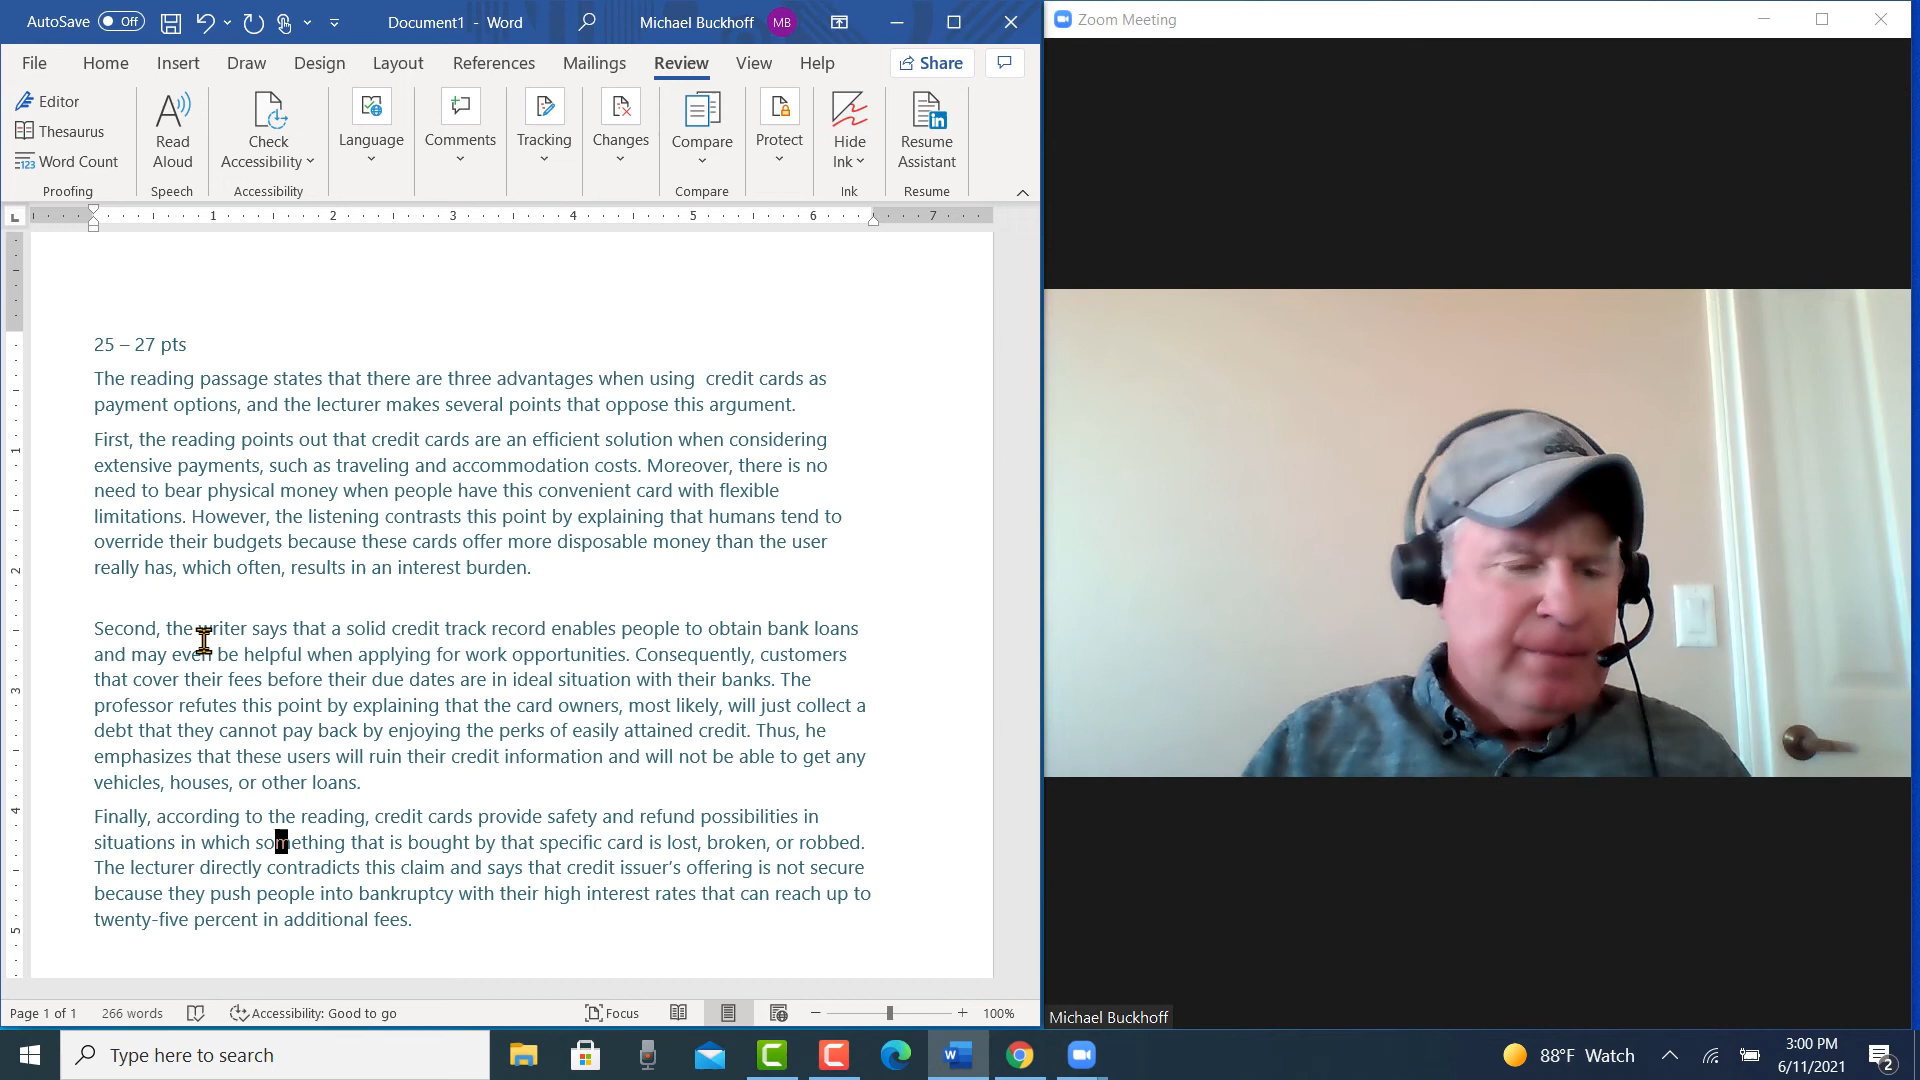 AutoSave Off Document1 - Word Michael Buckhoff MB
Zoom Meeting
File Home Insert Draw Design Layout References Mailings Review View Help Share
Editor
Thesaurus
Word Count
Proofing
Read
Aloud
Speech
Check
Accessibility
Accessibility
Language
Comments
Tracking
Changes
Compare
Compare
Protect
Hide
Ink
Ink
Resume
Assistant
Resume
1 2 3 4 5 6 7
25 – 27 pts
The reading passage states that there are three advantages when using  credit cards as
payment options, and the lecturer makes several points that oppose this argument.
First, the reading points out that credit cards are an efficient solution when considering
extensive payments, such as traveling and accommodation costs. Moreover, there is no
need to bear physical money when people have this convenient card with flexible
limitations. However, the listening contrasts this point by explaining that humans tend to
override their budgets because these cards offer more disposable money than the user
really has, which often, results in an interest burden.
Second, the writer says that a solid credit track record enables people to obtain bank loans
and may even be helpful when applying for work opportunities. Consequently, customers
that cover their fees before their due dates are in ideal situation with their banks. The
professor refutes this point by explaining that the card owners, most likely, will just collect a
debt that they cannot pay back by enjoying the perks of easily attained credit. Thus, he
emphasizes that these users will ruin their credit information and will not be able to get any
vehicles, houses, or other loans.
Finally, according to the reading, credit cards provide safety and refund possibilities in
situations in which something that is bought by that specific card is lost, broken, or robbed.
The lecturer directly contradicts this claim and says that credit issuer’s offering is not secure
because they push people into bankruptcy with their high interest rates that can reach up to
twenty-five percent in additional fees.
1
2
3
4
5
adidas
Michael Buckhoff
Page 1 of 1 266 words Accessibility: Good to go Focus 100%
Type here to search
88°F Watch
3:00 PM
6/11/2021
2